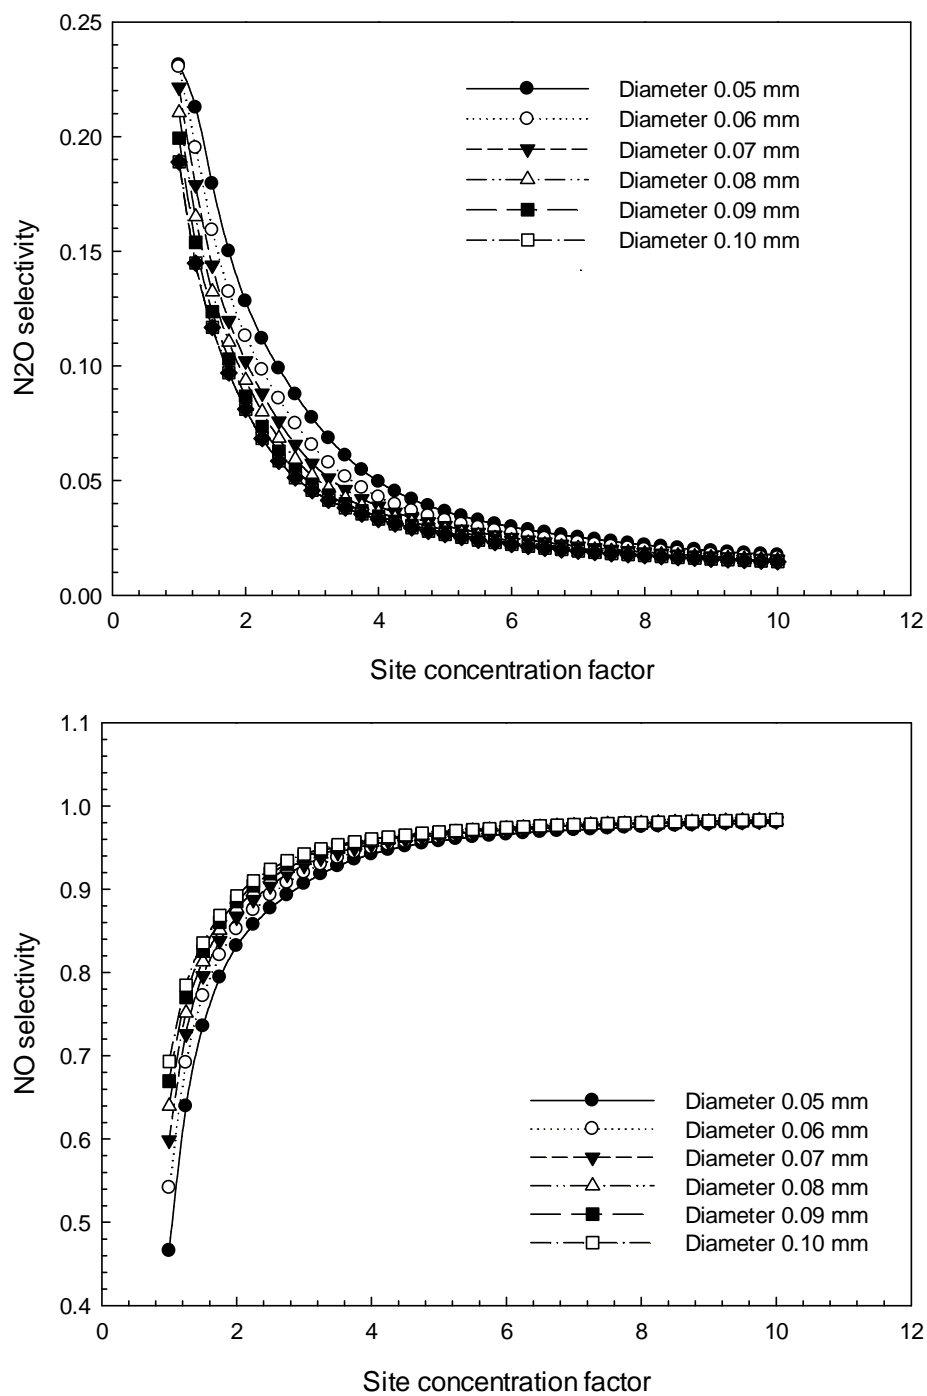 0.25
0.20
0.15
0.10
0.05
0.00
N2O selectivity
Diameter 0.05 mm
Diameter 0.06 mm
Diameter 0.07 mm
Diameter 0.08 mm
Diameter 0.09 mm
Diameter 0.10 mm
0 2 4 6 8 10 12
Site concentration factor
1.1
1.0
0.9
0.8
0.7
0.6
0.5
0.4
NO selectivity
Diameter 0.05 mm
Diameter 0.06 mm
Diameter 0.07 mm
Diameter 0.08 mm
Diameter 0.09 mm
Diameter 0.10 mm
0 2 4 6 8 10 12
Site concentration factor